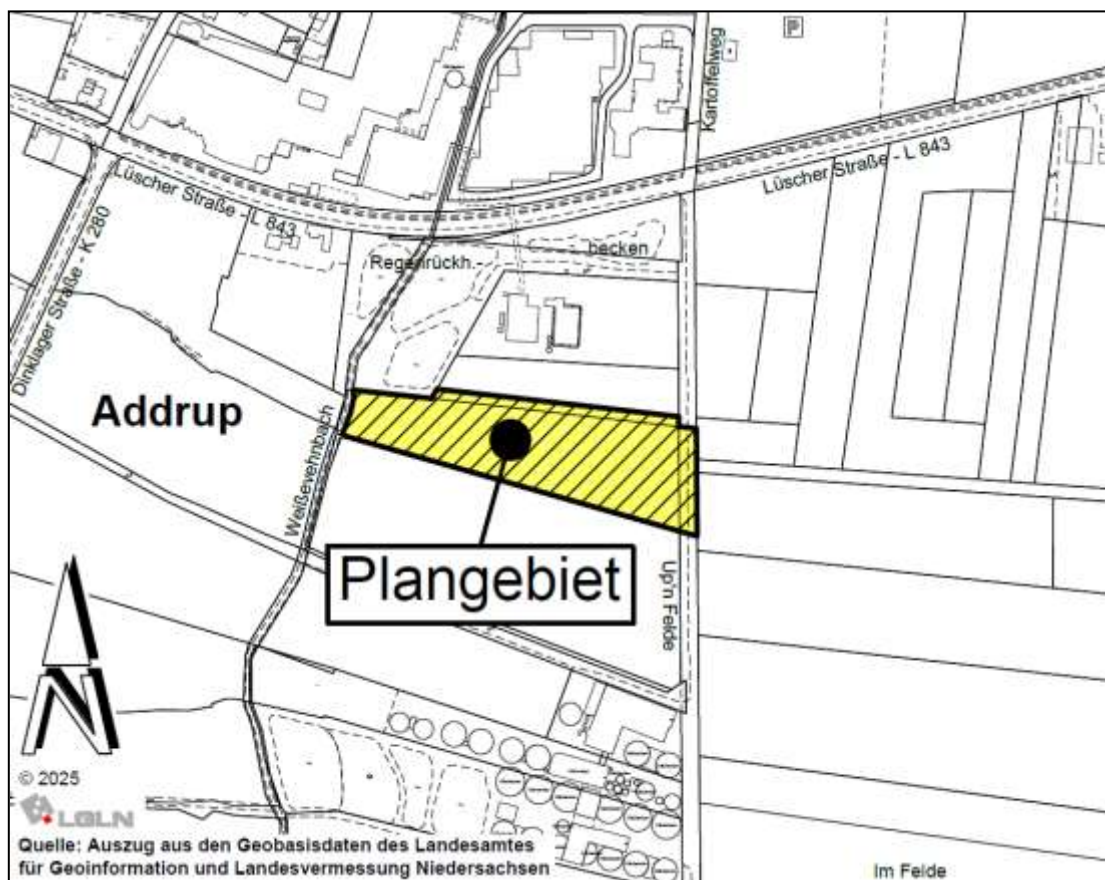 Kartoffelweg
Lüscher Straße - L 843
Lüscher Straße - L 843
Dinklager Straße - K 280
Regenrückh.-
becken
Addrup
Weißevehnbach
Plangebiet
Up'n Felde
N
© 2025
LGLN
Quelle: Auszug aus den Geobasisdaten des Landesamtes
für Geoinformation und Landesvermessung Niedersachsen
Im Felde